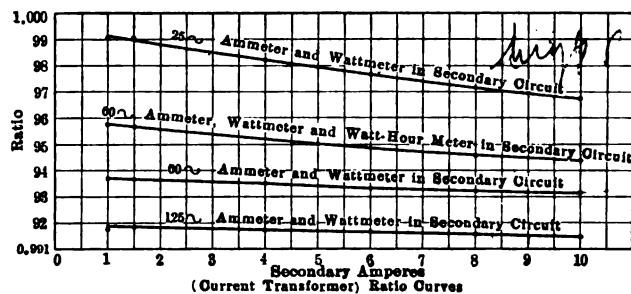 1,000
0.99
98
97
96
95
94
93
92
0.991
Ratio
25~ Ammeter and Wattmeter in Secondary Circuit
60~ Ammeter, Wattmeter and Watt-Hour Meter in Secondary Circuit
60~ Ammeter and Wattmeter in Secondary Circuit
125~ Ammeter and Wattmeter in Secondary Circuit
0 1 2 3 4 5 6 7 8 9 10
Secondary Amperes
(Current Transformer) Ratio Curves